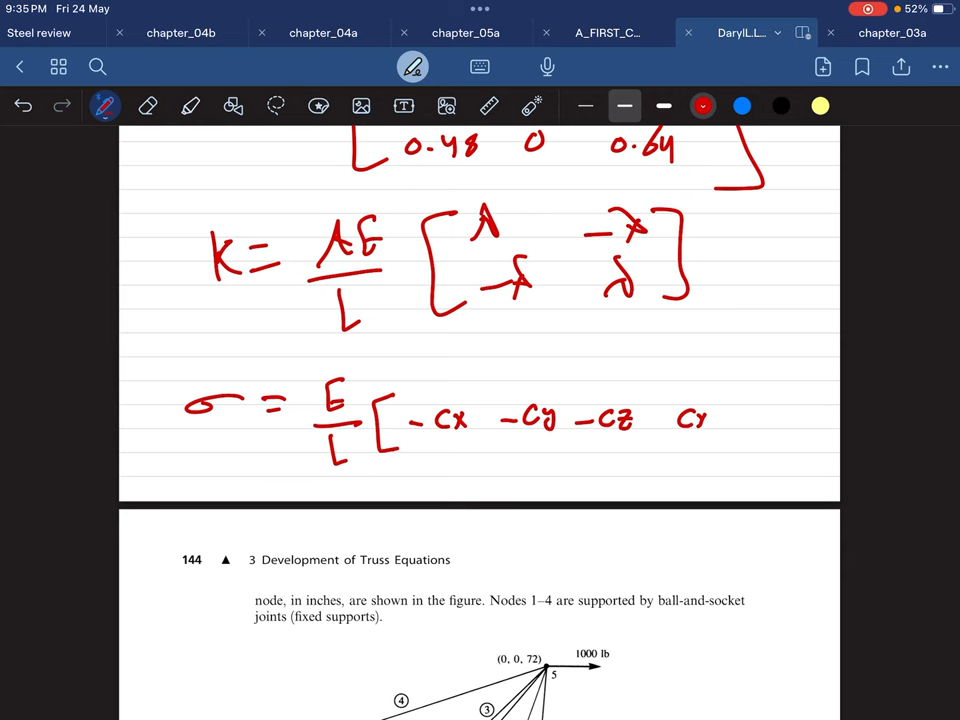 9:35 PM Fri 24 May
52%
Steel review chapter_04b chapter_04a chapter_05a A_FIRST_C... DarylL.L... chapter_03a
0.48 0 0.64
K = AE/L [ λ -λ
-λ λ ]
σ = E/L [ -Cx -Cy -Cz Cx
144 ▲ 3 Development of Truss Equations
node, in inches, are shown in the figure. Nodes 1–4 are supported by ball-and-socket
joints (fixed supports).
(0, 0, 72) 1000 lb
5
4
3